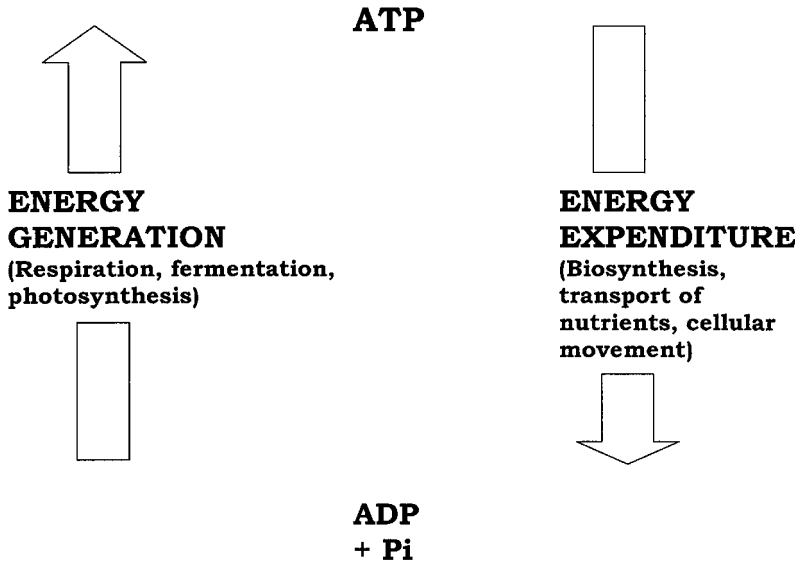 ATP
ENERGY
GENERATION
(Respiration, fermentation,
photosynthesis)
ENERGY
EXPENDITURE
(Biosynthesis,
transport of
nutrients, cellular
movement)
ADP
+ Pi